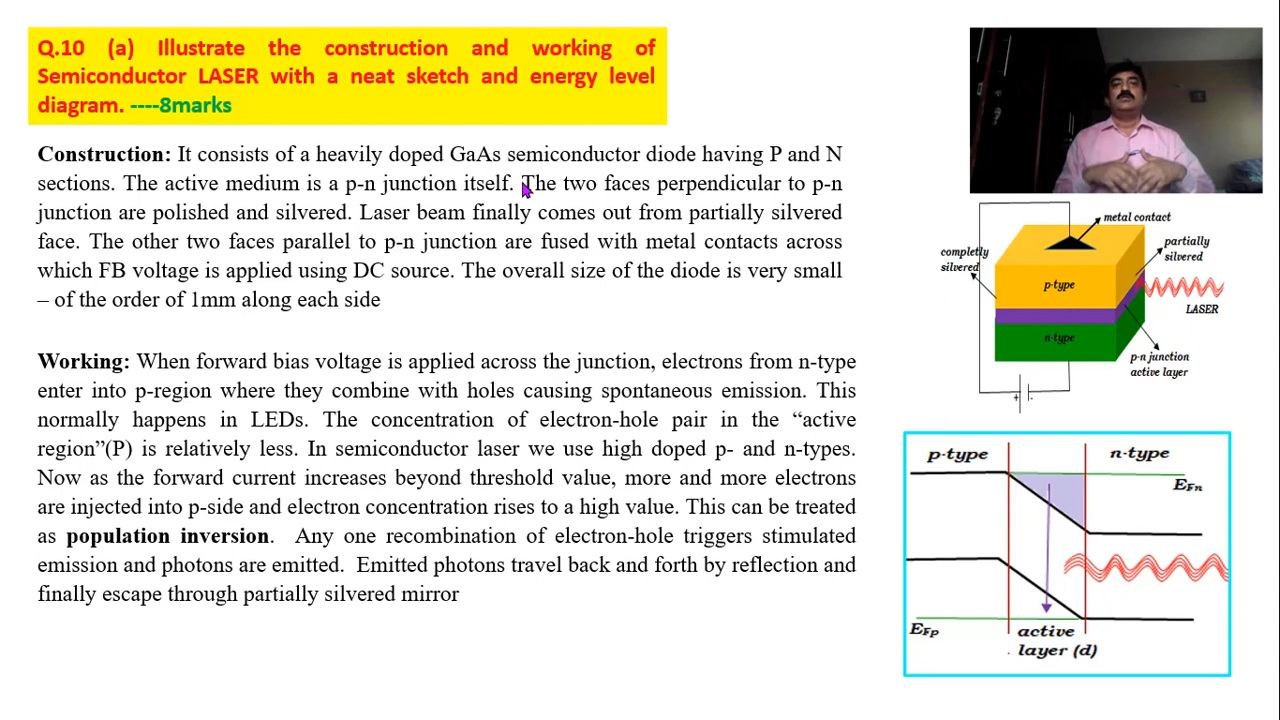 Q.10 (a) Illustrate the construction and working of
Semiconductor LASER with a neat sketch and energy level
diagram. ----8marks
Construction: It consists of a heavily doped GaAs semiconductor diode having P and N
sections. The active medium is a p-n junction itself. The two faces perpendicular to p-n
junction are polished and silvered. Laser beam finally comes out from partially silvered
face. The other two faces parallel to p-n junction are fused with metal contacts across
which FB voltage is applied using DC source. The overall size of the diode is very small
– of the order of 1mm along each side
Working: When forward bias voltage is applied across the junction, electrons from n-type
enter into p-region where they combine with holes causing spontaneous emission. This
normally happens in LEDs. The concentration of electron-hole pair in the “active
region”(P) is relatively less. In semiconductor laser we use high doped p- and n-types.
Now as the forward current increases beyond threshold value, more and more electrons
are injected into p-side and electron concentration rises to a high value. This can be treated
as population inversion. Any one recombination of electron-hole triggers stimulated
emission and photons are emitted. Emitted photons travel back and forth by reflection and
finally escape through partially silvered mirror
metal contact
completly
silvered
partially
silvered
p-type
LASER
n-type
p-n junction
active layer
+ -
p-type
n-type
EFn
EFp
active
layer (d)